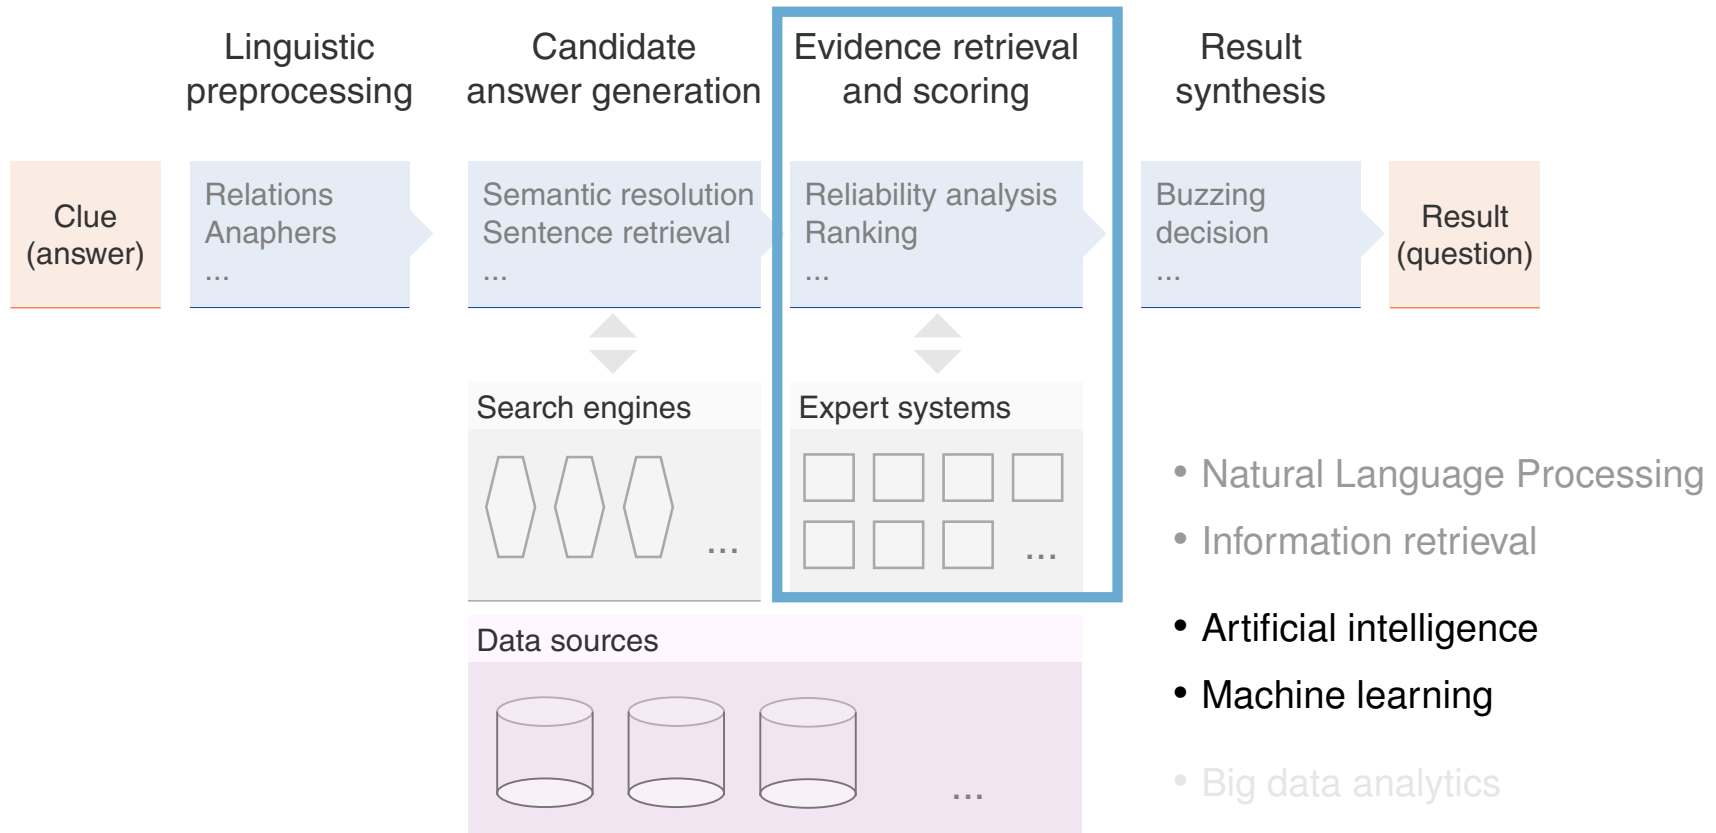 Linguistic
preprocessing
Candidate
answer generation
Evidence retrieval
and scoring
Result
synthesis
Clue
(answer)
Relations
Anaphers
...
Semantic resolution
Sentence retrieval
...
Reliability analysis
Ranking
...
Buzzing
decision
...
Result
(question)
Search engines
...
Expert systems
...
Data sources
...
• Natural Language Processing
• Information retrieval
• Artificial intelligence
• Machine learning
• Big data analytics